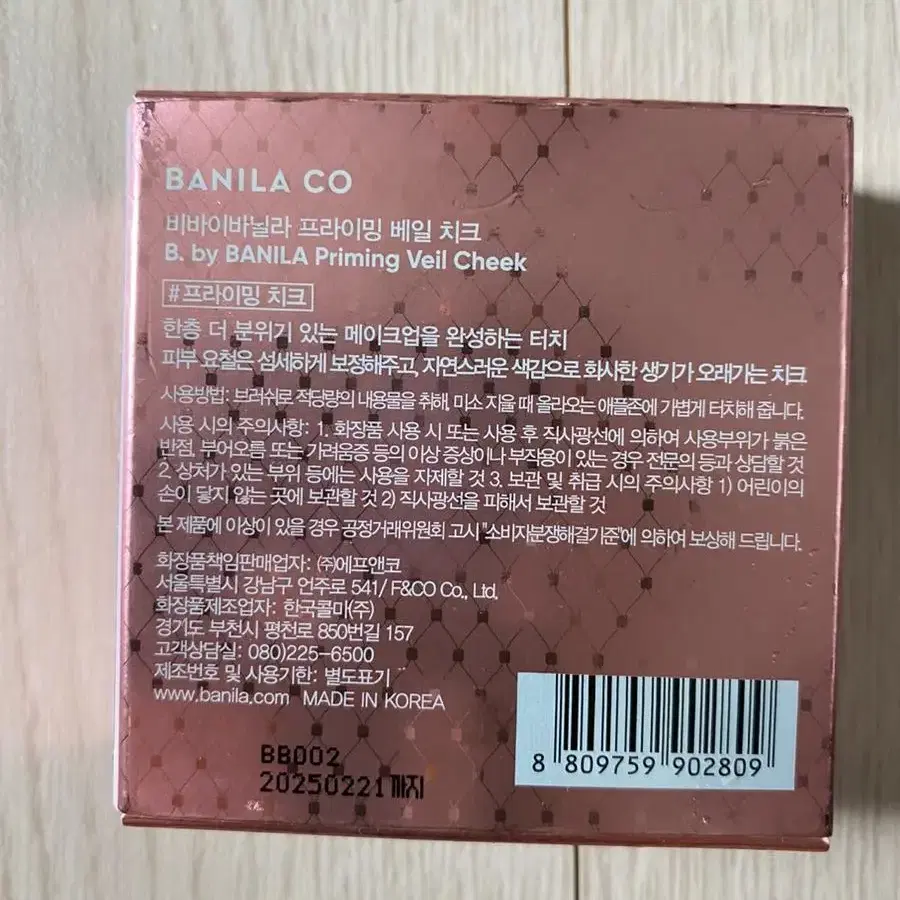 BANILA CO
비바이바닐라 프라이밍 베일 치크
B. by BANILA Priming Veil Cheek
#프라이밍 치크
한층 더 분위기 있는 메이크업을 완성하는 터치
피부 요철은 섬세하게 보정해주고, 자연스러운 색감으로 화사한 생기가 오래가는 치크
사용방법: 브러쉬로 적당량의 내용물을 취해, 미소 지을 때 올라오는 애플존에 가볍게 터치해 줍니다.
사용 시의 주의사항: 1. 화장품 사용 시 또는 사용 후 직사광선에 의하여 사용부위가 붉은
반점, 부어오름 또는 가려움증 등의 이상 증상이나 부작용이 있는 경우 전문의 등과 상담할 것
2. 상처가 있는 부위 등에는 사용을 자제할 것 3. 보관 및 취급 시의 주의사항 1) 어린이의
손이 닿지 않는 곳에 보관할 것 2) 직사광선을 피해서 보관할 것
본 제품에 이상이 있을 경우 공정거래위원회 고시 "소비자분쟁해결기준"에 의하여 보상해 드립니다.
화장품책임판매업자: ㈜에프앤코
서울특별시 강남구 언주로 541/ F&CO Co., Ltd.
화장품제조업자: 한국콜마(주)
경기도 부천시 평천로 850번길 157
고객상담실: 080)225-6500
제조번호 및 사용기한: 별도표기
www.banila.com MADE IN KOREA
BB002
20250221까지
8 809759 902809